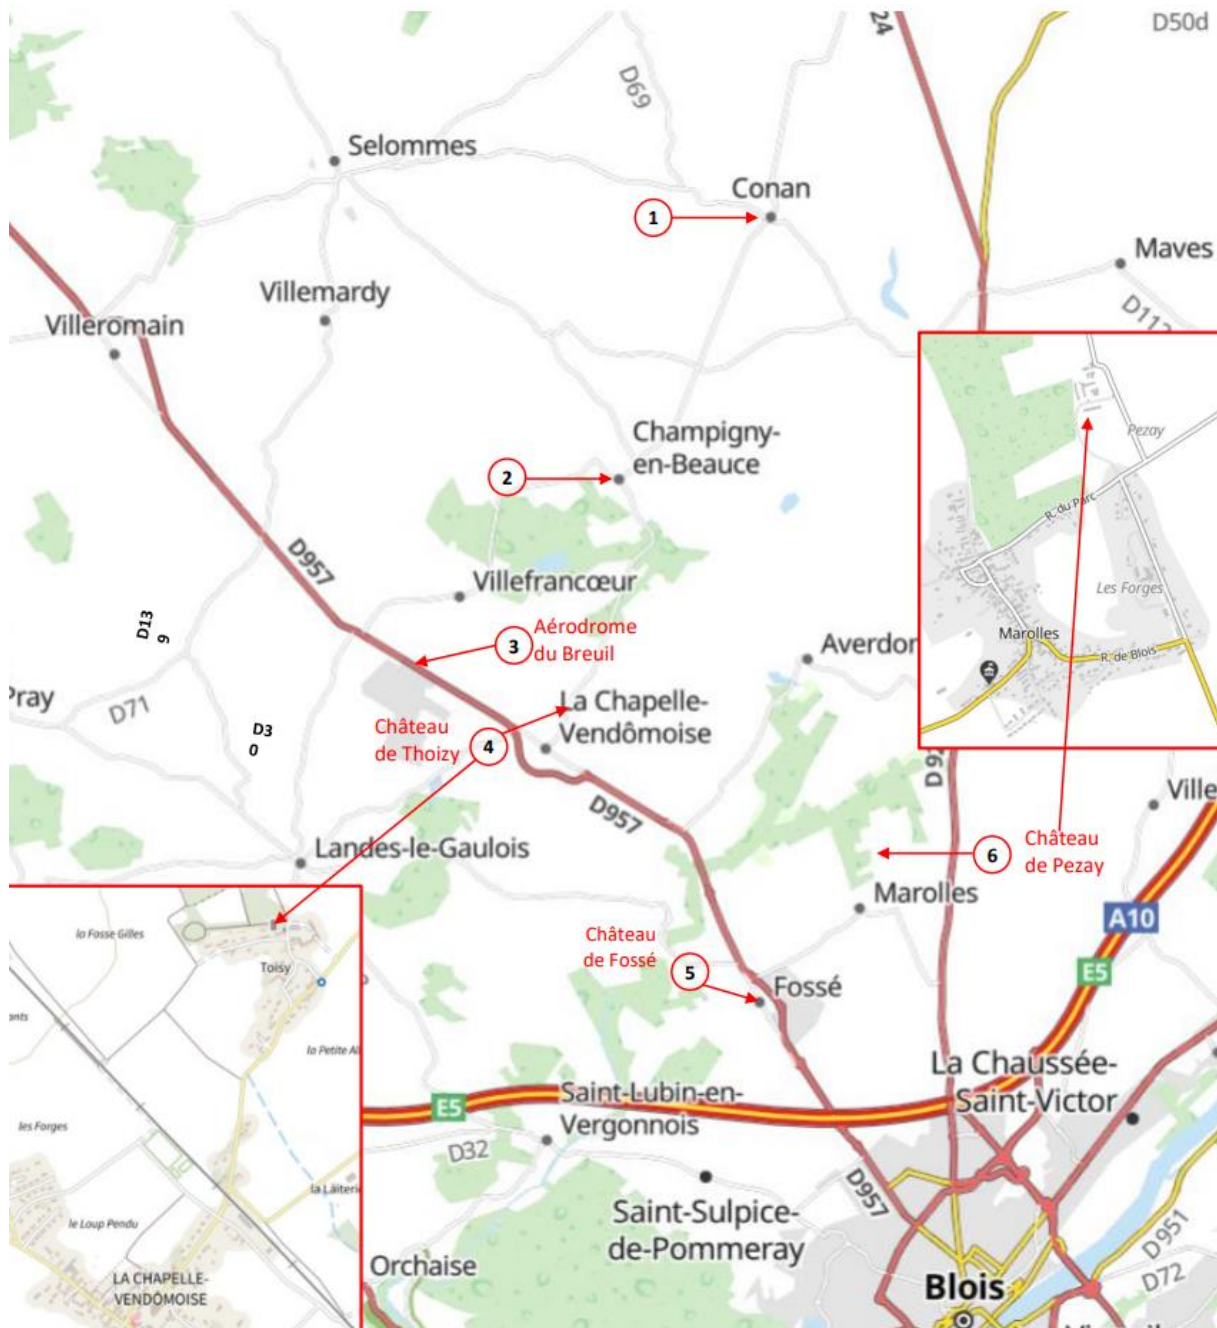 24
D50d
D69
Selommes
Conan
1
Maves
D112
Villemardy
Villeromain
Champigny-
en-Beauce
2
Pezay
R. du Parc
Les Forges
Marolles
R. de Blois
D957
Villefrancœur
D13
9
3
Aérodrome
du Breuil
Averdon
Pray
D71
D3
0
La Chapelle-
Vendômoise
Château
de Thoizy
4
D957
D92
Ville
Landes-le-Gaulois
6
Château
de Pezay
Marolles
A10
E5
Château
de Fossé
5
Fossé
la Fosse Gilles
Toisy
la Petite Al
les Forges
la Laiterie
le Loup Pendu
LA CHAPELLE-
VENDÔMOISE
La Chaussée-
Saint-Victor
E5
Saint-Lubin-en-
Vergonnois
D32
Saint-Sulpice-
de-Pommeray
D957
D951
D72
Orchaise
Blois